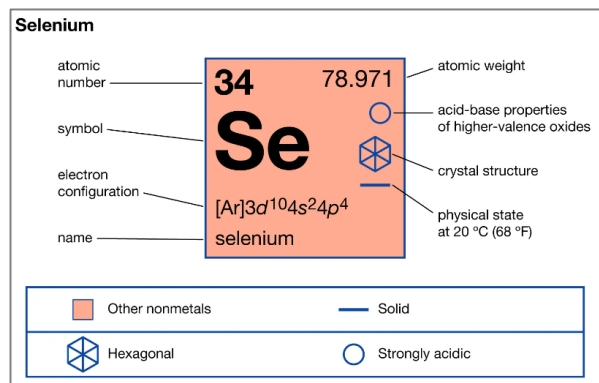 Selenium
atomic
number
34
78.971
atomic weight
acid-base properties
of higher-valence oxides
symbol
Se
crystal structure
electron
configuration
[Ar]3d¹⁰4s²4p⁴
physical state
at 20 °C (68 °F)
name
selenium
Other nonmetals
Solid
Hexagonal
Strongly acidic